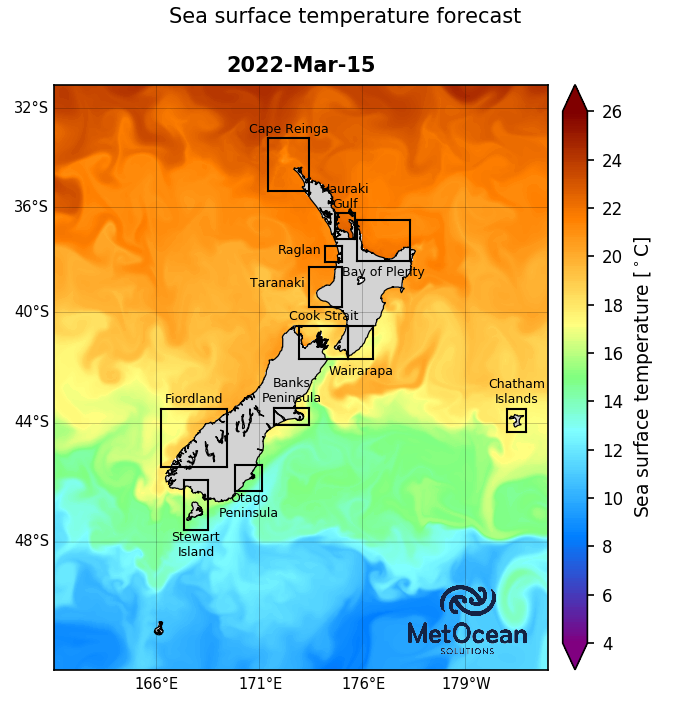 Sea surface temperature forecast
2022-Mar-15
32°S
36°S
40°S
44°S
48°S
166°E
171°E
176°E
179°W
Cape Reinga
Hauraki
Gulf
Raglan
Bay of Plenty
Taranaki
Cook Strait
Wairarapa
Banks
Peninsula
Fiordland
Chatham
Islands
Otago
Peninsula
Stewart
Island
MetOcean
SOLUTIONS
26
24
22
20
18
16
14
12
10
8
6
4
Sea surface temperature [°C]